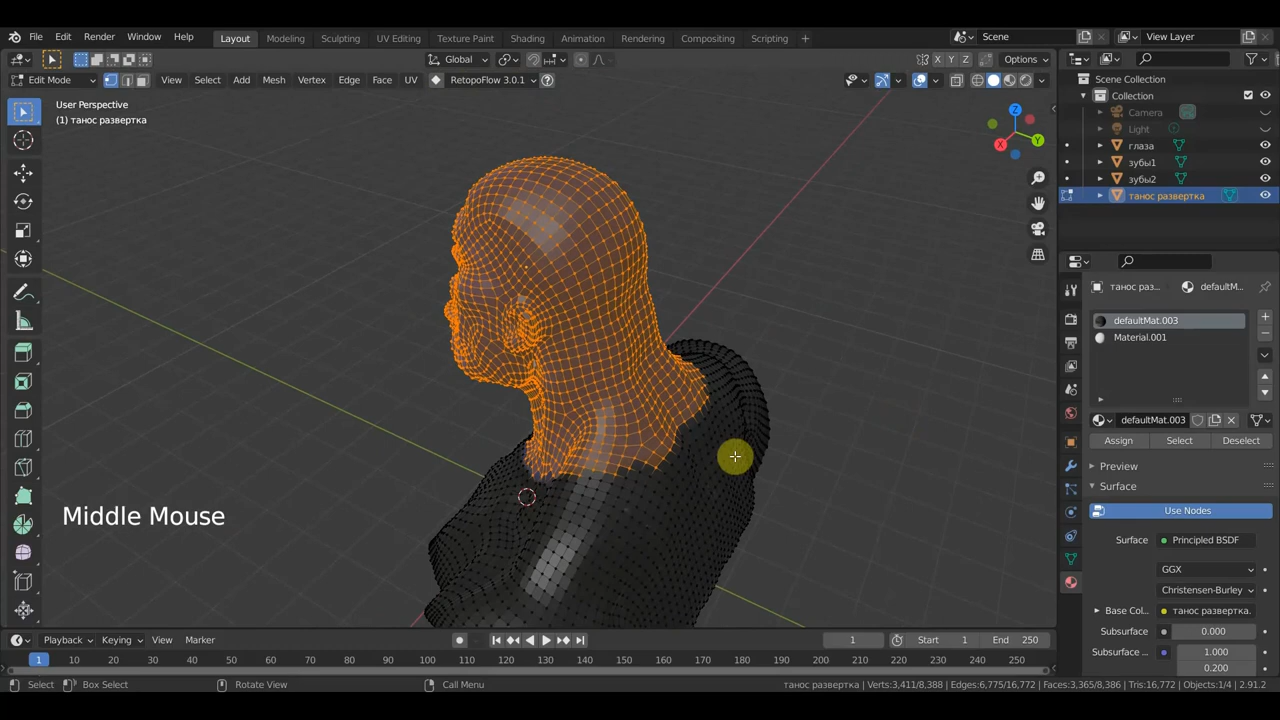 File Edit Render Window Help Layout Modeling Sculpting UV Editing Texture Paint Shading Animation Rendering Compositing Scripting + Scene View Layer
Global X Y Z Options
Edit Mode View Select Add Mesh Vertex Edge Face UV RetopoFlow 3.0.1
User Perspective
(1) танос развертка
Z
X Y
Scene Collection
Collection
Camera
Light
глаза
зубы1
зубы2
танос развертка
танос раз... defaultM...
defaultMat.003
Material.001
defaultMat.003
Assign Select Deselect
Preview
Surface
Use Nodes
Surface Principled BSDF
GGX
Christensen-Burley
Base Col... танос развертка.
Subsurface 0.000
Subsurface ... 1.000
0.200
Middle Mouse
Playback Keying View Marker 1 Start 1 End 250
1 10 20 30 40 50 60 70 80 90 100 110 120 130 140 150 160 170 180 190 200 210 220 230 240 250
Select Box Select Rotate View Call Menu танос развертка | Verts:3,411/8,388 | Edges:6,775/16,772 | Faces:3,365/8,386 | Tris:16,772 | Objects:1/4 | 2.91.2